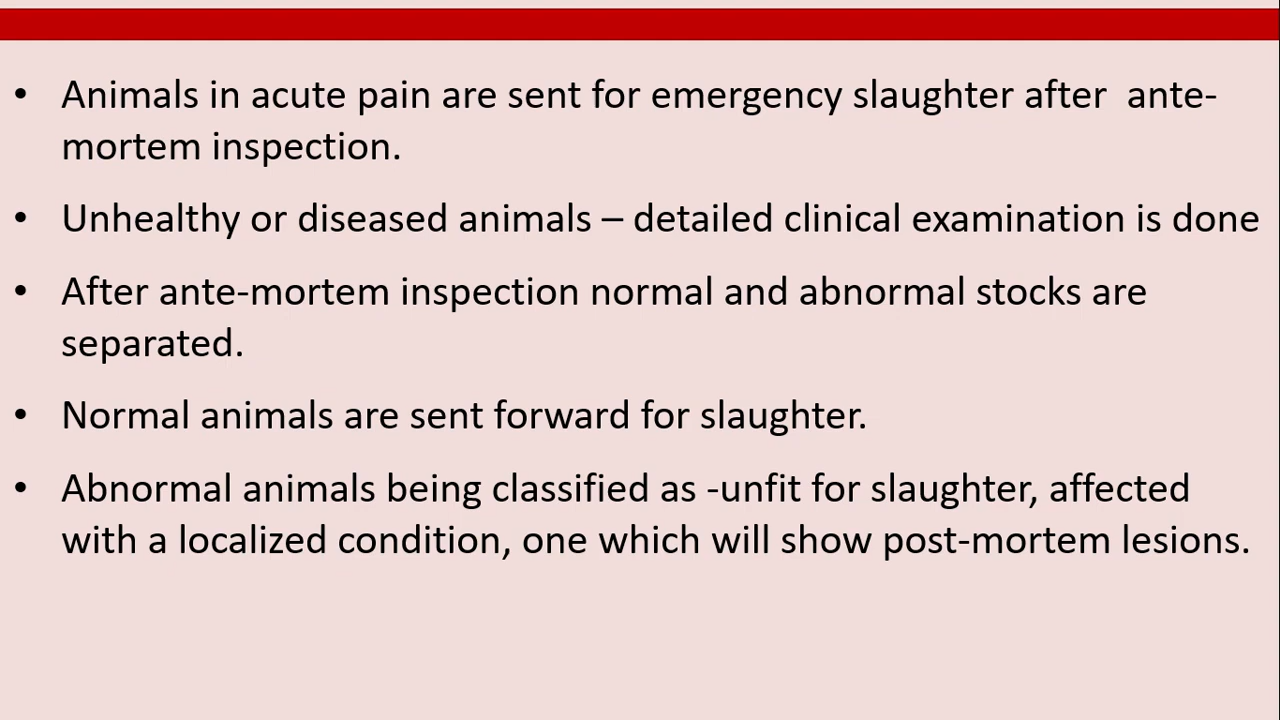 • Animals in acute pain are sent for emergency slaughter after  ante-
mortem inspection.
• Unhealthy or diseased animals – detailed clinical examination is done
• After ante-mortem inspection normal and abnormal stocks are
separated.
• Normal animals are sent forward for slaughter.
• Abnormal animals being classified as -unfit for slaughter, affected
with a localized condition, one which will show post-mortem lesions.